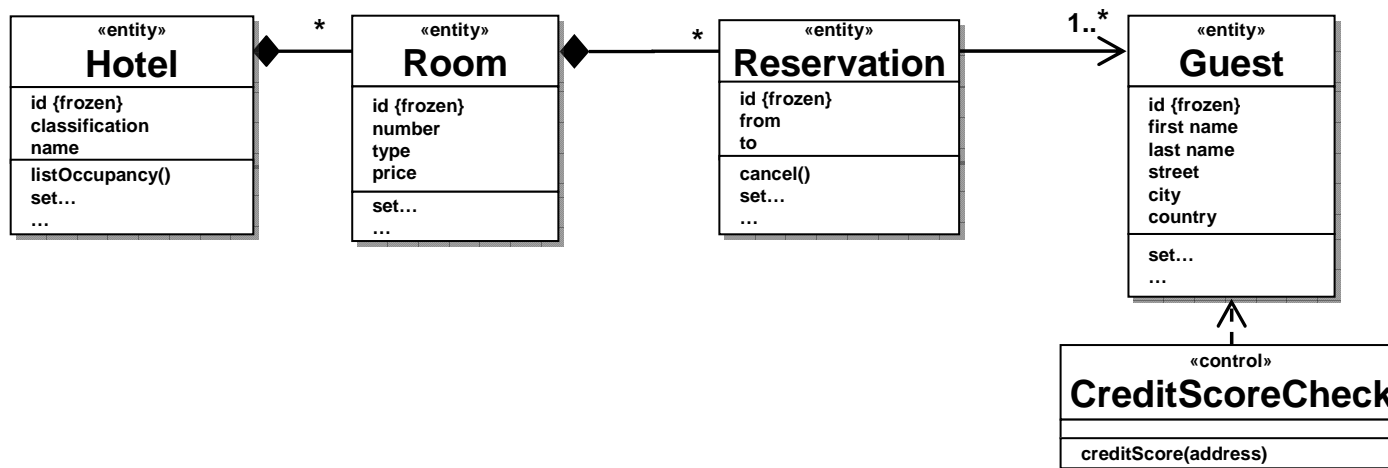 «entity»
Hotel
id {frozen}
classification
name
listOccupancy()
set…
…
*
«entity»
Room
id {frozen}
number
type
price
set…
…
*
«entity»
Reservation
id {frozen}
from
to
cancel()
set…
…
1..*
«entity»
Guest
id {frozen}
first name
last name
street
city
country
set…
…
«control»
CreditScoreCheck
creditScore(address)